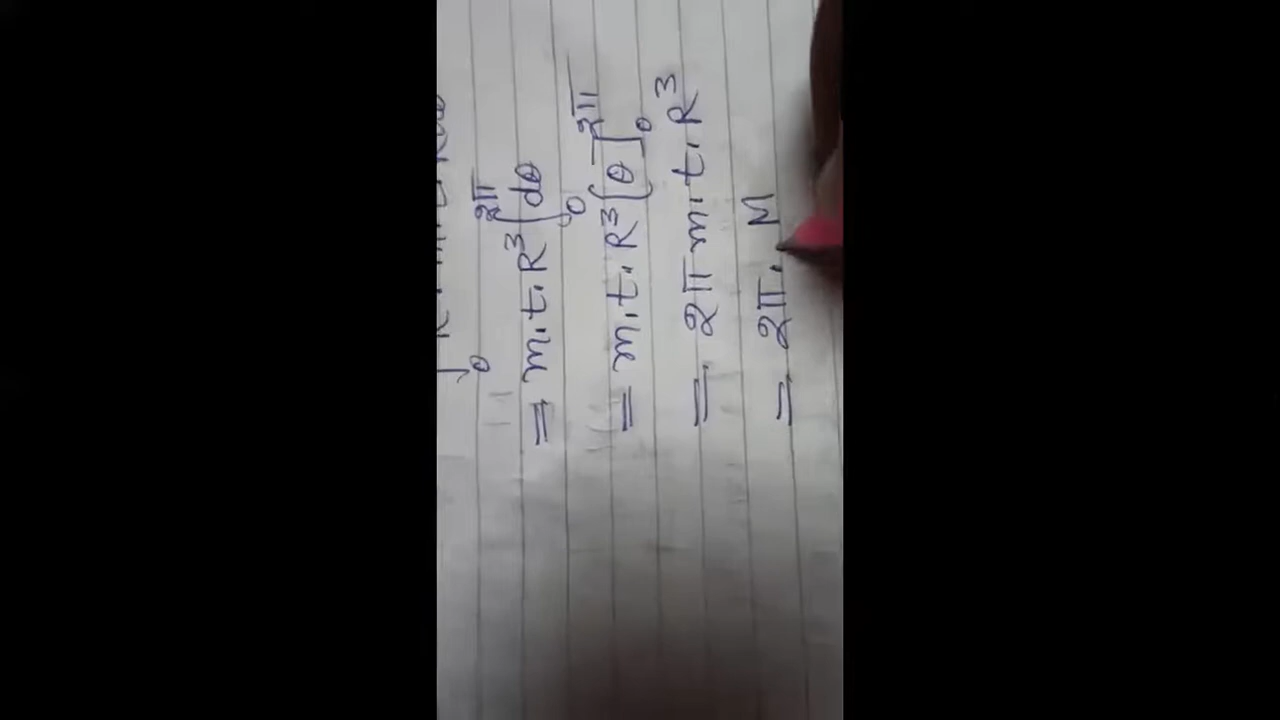 = m.t.R³ ∫₀^2π dθ
= m.t.R³ [θ]₀^2π
= 2π m.t.R³
= 2π. M